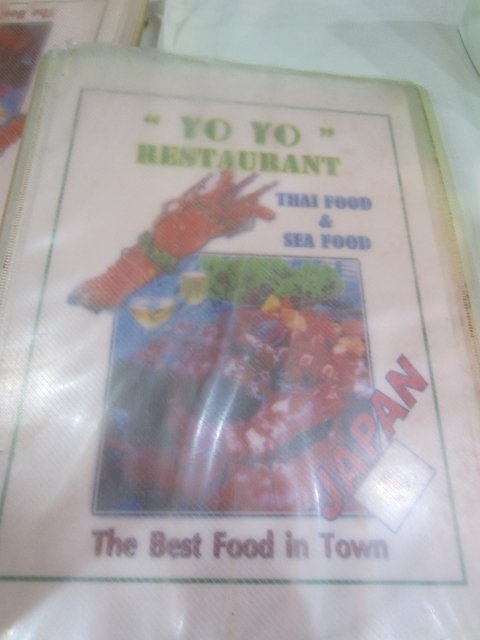 " YO YO "
RESTAURANT
THAI FOOD
&
SEA FOOD
JAPAN
The Best Food in Town